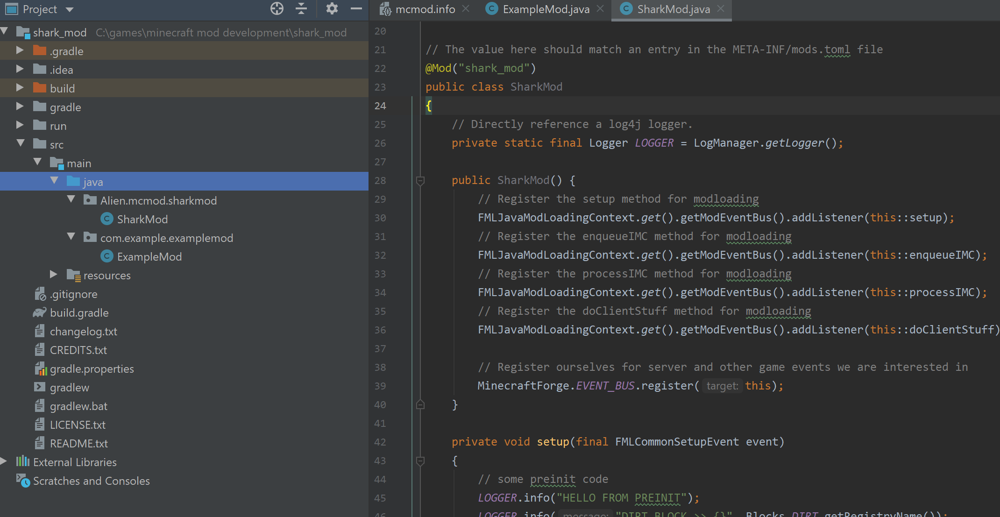 Project
shark_mod C:\games\minecraft mod development\shark_mod
.gradle
.idea
build
gradle
run
src
main
java
Alien.mcmod.sharkmod
SharkMod
com.example.examplemod
ExampleMod
resources
.gitignore
build.gradle
changelog.txt
CREDITS.txt
gradle.properties
gradlew
gradlew.bat
LICENSE.txt
README.txt
External Libraries
Scratches and Consoles
mcmod.info ExampleMod.java SharkMod.java
20
21 // The value here should match an entry in the META-INF/mods.toml file
22 @Mod("shark_mod")
23 public class SharkMod
24 {
25 // Directly reference a log4j logger.
26 private static final Logger LOGGER = LogManager.getLogger();
27
28 public SharkMod() {
29 // Register the setup method for modloading
30 FMLJavaModLoadingContext.get().getModEventBus().addListener(this::setup);
31 // Register the enqueueIMC method for modloading
32 FMLJavaModLoadingContext.get().getModEventBus().addListener(this::enqueueIMC);
33 // Register the processIMC method for modloading
34 FMLJavaModLoadingContext.get().getModEventBus().addListener(this::processIMC);
35 // Register the doClientStuff method for modloading
36 FMLJavaModLoadingContext.get().getModEventBus().addListener(this::doClientStuff)
37
38 // Register ourselves for server and other game events we are interested in
39 MinecraftForge.EVENT_BUS.register( target: this);
40 }
41
42 private void setup(final FMLCommonSetupEvent event)
43 {
44 // some preinit code
45 LOGGER.info("HELLO FROM PREINIT");
46 LOGGER.info( message: "DIRT BLOCK >> {}", Blocks.DIRT.getRegistryName());